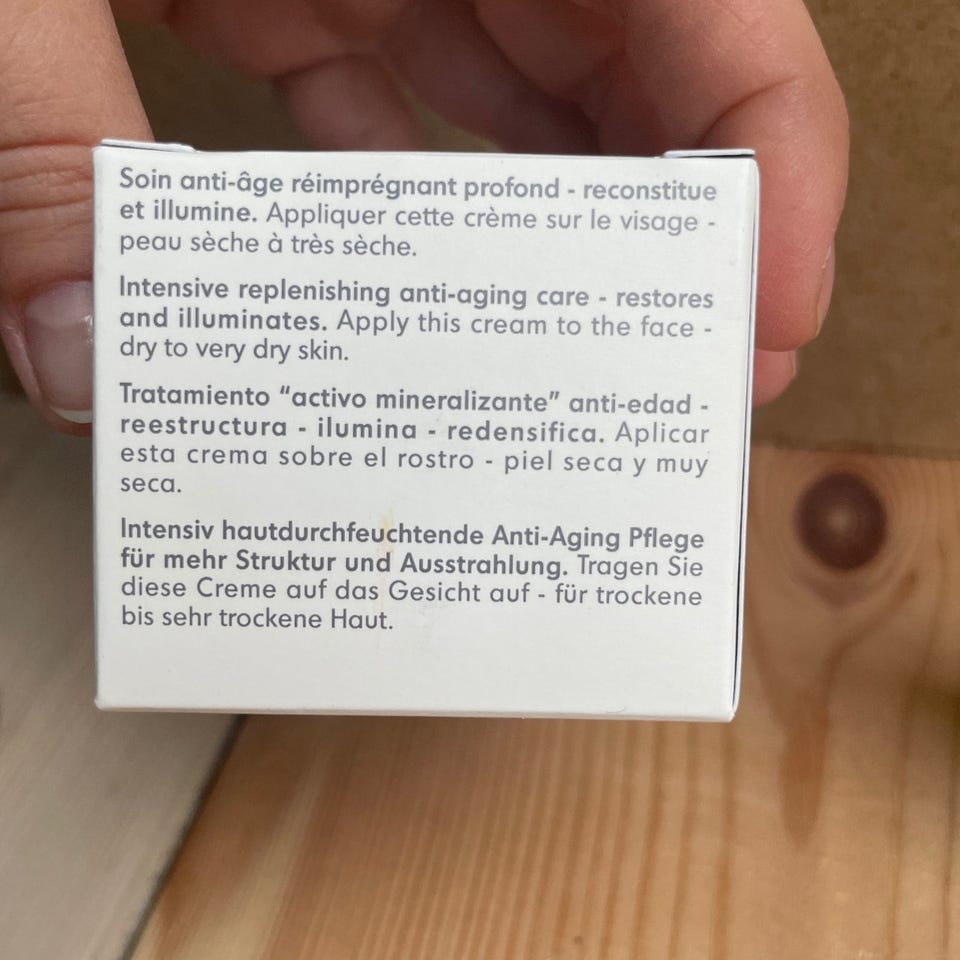 Soin anti-âge réimprégnant profond - reconstitue
et illumine. Appliquer cette crème sur le visage -
peau sèche à très sèche.
Intensive replenishing anti-aging care - restores
and illuminates. Apply this cream to the face -
dry to very dry skin.
Tratamiento "activo mineralizante" anti-edad -
reestructura - ilumina - redensifica. Aplicar
esta crema sobre el rostro - piel seca y muy
seca.
Intensiv hautdurchfeuchtende Anti-Aging Pflege
für mehr Struktur und Ausstrahlung. Tragen Sie
diese Creme auf das Gesicht auf - für trockene
bis sehr trockene Haut.